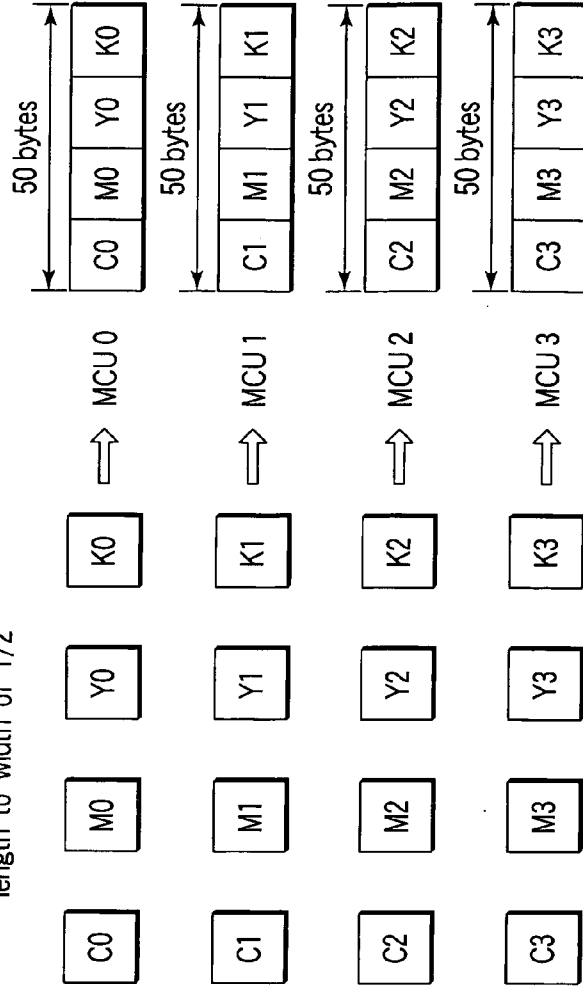 length to width of 1/2
50 bytes
C0 M0 Y0 K0 MCU 0 C0 M0 Y0 K0
50 bytes
C1 M1 Y1 K1 MCU 1 C1 M1 Y1 K1
50 bytes
C2 M2 Y2 K2 MCU 2 C2 M2 Y2 K2
50 bytes
C3 M3 Y3 K3 MCU 3 C3 M3 Y3 K3